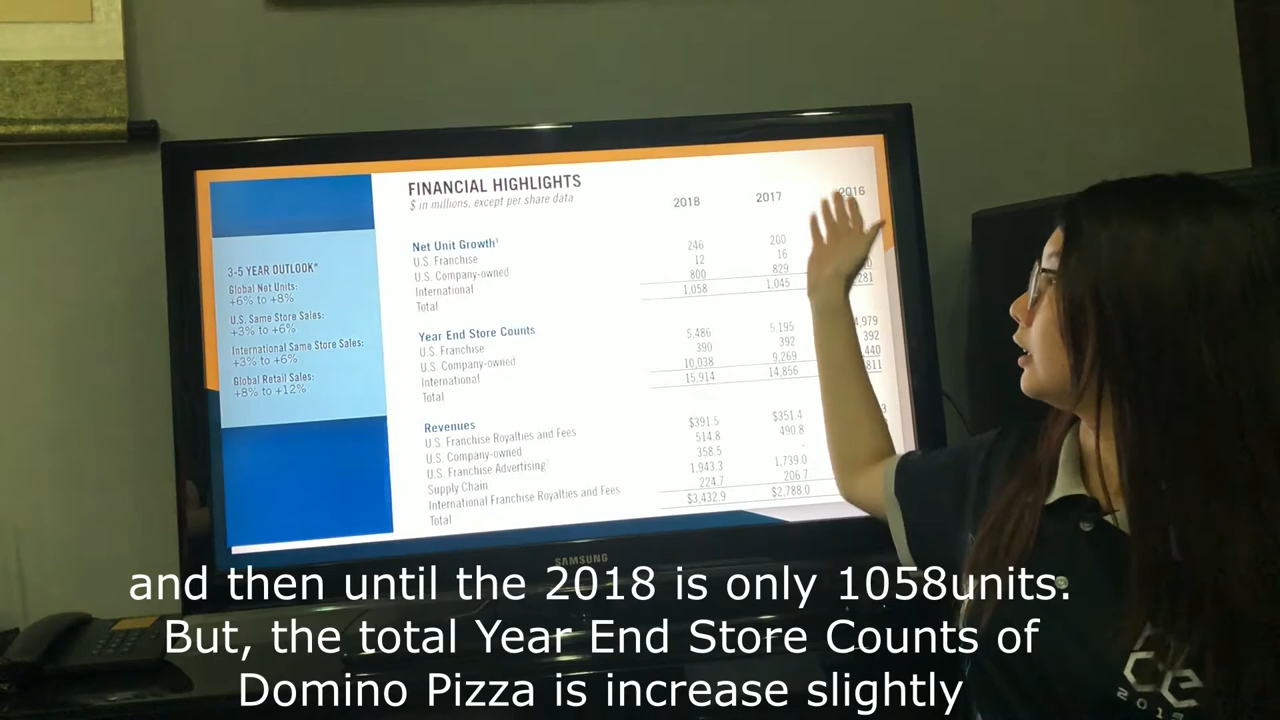 FINANCIAL HIGHLIGHTS
$ in millions, except per share data
2018 2017 2016
Net Unit Growth¹
U.S. Franchise 246 200
U.S. Company-owned 12 16
International 800 829
Total 1,058 1,045 281
Year End Store Counts
U.S. Franchise 5,486 5,195 4,979
U.S. Company-owned 390 392 392
International 10,038 9,269 440
Total 15,914 14,856 811
Revenues
U.S. Franchise Royalties and Fees $391.5 $351.4
U.S. Company-owned 514.8 490.8
U.S. Franchise Advertising 358.5 -
Supply Chain 1,943.3 1,739.0
International Franchise Royalties and Fees 224.7 206.7
Total $3,432.9 $2,788.0
3-5 YEAR OUTLOOK*
Global Net Units:
+6% to +8%
U.S. Same Store Sales:
+3% to +6%
International Same Store Sales:
+3% to +6%
Global Retail Sales:
+8% to +12%
SAMSUNG
and then until the 2018 is only 1058units.
But, the total Year End Store Counts of
Domino Pizza is increase slightly